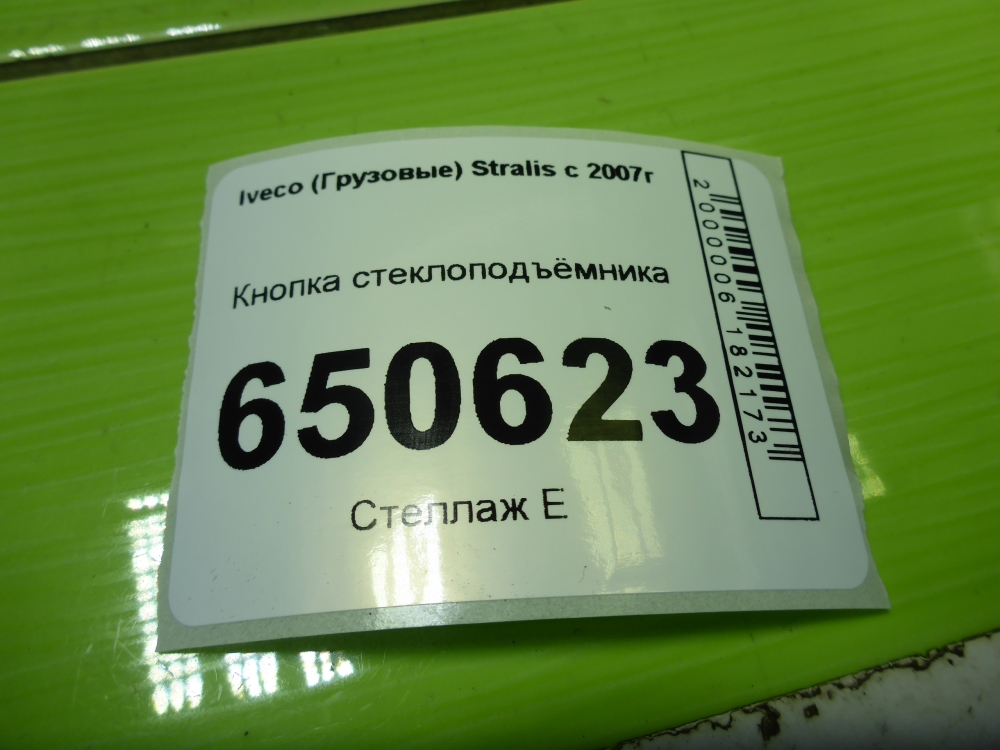 Iveco (Грузовые) Stralis с 2007г
Кнопка стеклоподъёмника
650623
Стеллаж Е
2000006182173